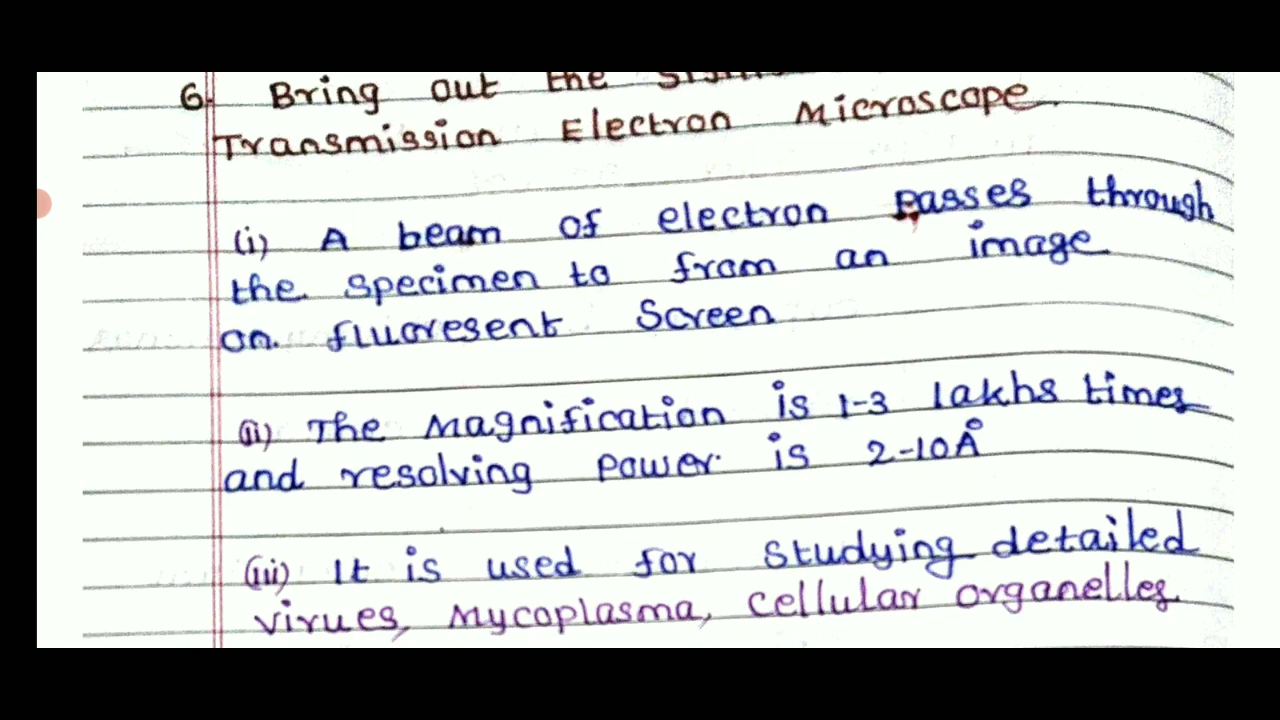 6. Bring out the
Transmission Electron Microscope.
(i) A beam of electron passes through
the specimen to from an image
on fluoresent Screen
(ii) The Magnification is 1-3 lakhs times
and resolving power is 2-10Å
(iii) It is used for studying detailed
virues, Mycoplasma, cellular organelles